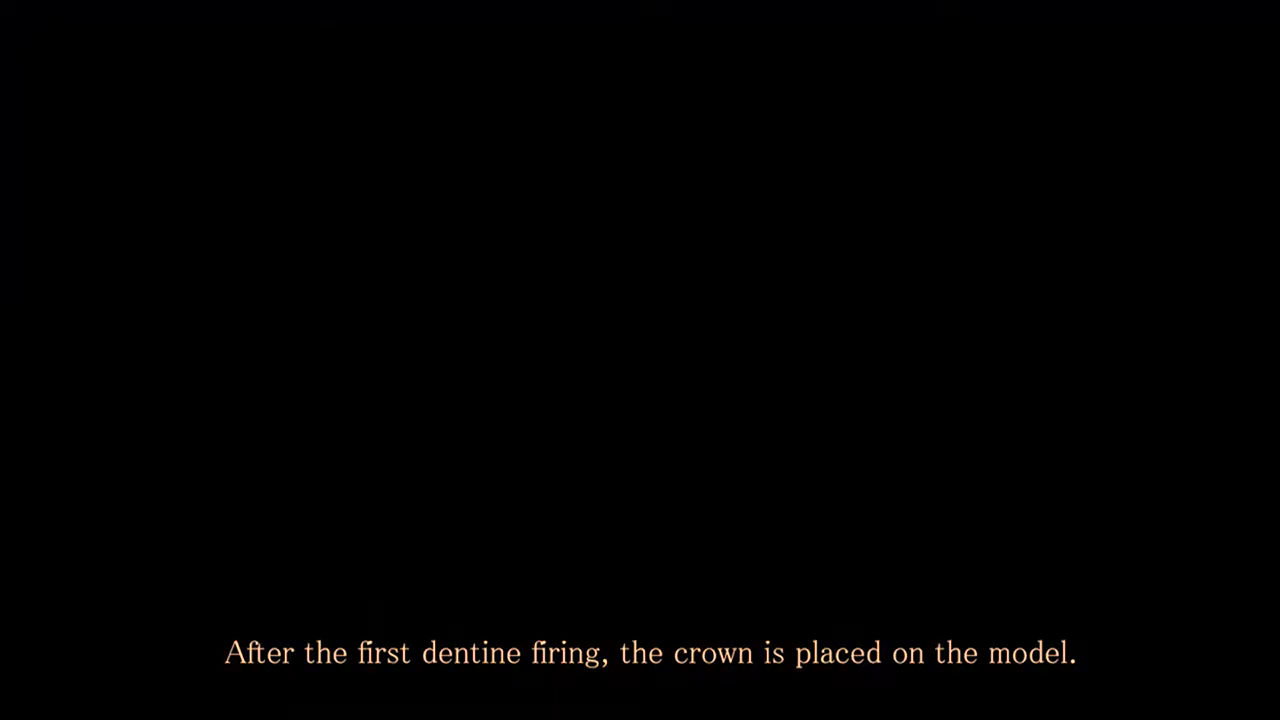 After the first dentine firing, the crown is placed on the model.